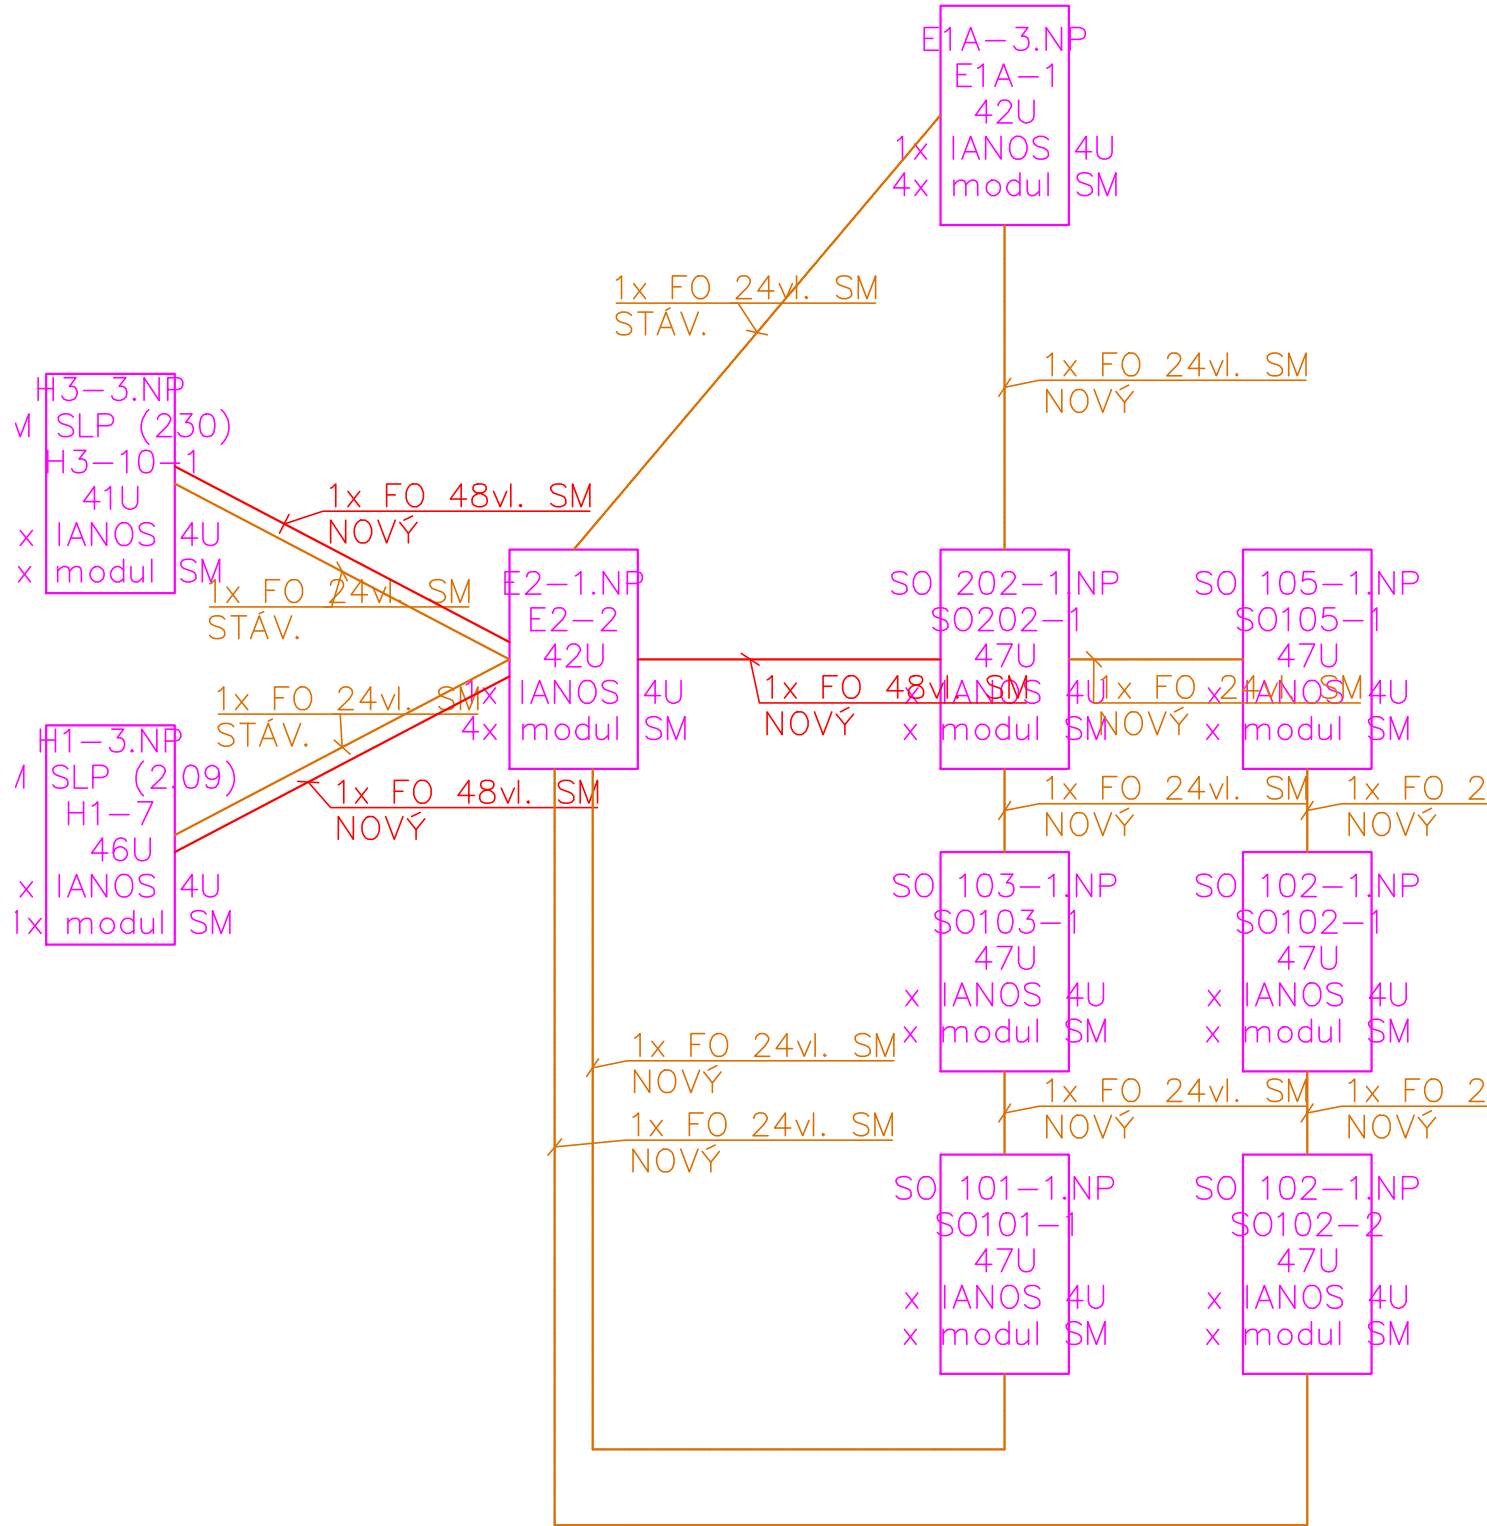 E1A-3.NP
E1A-1
42U
1x IANOS 4U
4x modul SM
1x FO 24vl. SM
STÁV.
1x FO 24vl. SM
NOVÝ
H3-3.NP
SLP (230)
H3-10-1
41U
x IANOS 4U
x modul SM
1x FO 48vl. SM
NOVÝ
1x FO 24vl. SM
STÁV.
E2-1.NP
E2-2
42U
1x IANOS 4U
4x modul SM
SO 202-1.NP
SO202-1
47U
x IANOS 4U
x modul SM
SO 105-1.NP
SO105-1
47U
x IANOS 4U
x modul SM
1x FO 48vl. SM
NOVÝ
1x FO 24vl. SM
NOVÝ
1x FO 24vl. SM
STÁV.
H1-3.NP
SLP (2.09)
H1-7
46U
x IANOS 4U
1x modul SM
1x FO 48vl. SM
NOVÝ
1x FO 24vl. SM
NOVÝ
1x FO 2
NOVÝ
SO 103-1.NP
SO103-1
47U
x IANOS 4U
x modul SM
SO 102-1.NP
SO102-1
47U
x IANOS 4U
x modul SM
1x FO 24vl. SM
NOVÝ
1x FO 24vl. SM
NOVÝ
1x FO 24vl. SM
NOVÝ
1x FO 2
NOVÝ
SO 101-1.NP
SO101-1
47U
x IANOS 4U
x modul SM
SO 102-1.NP
SO102-2
47U
x IANOS 4U
x modul SM